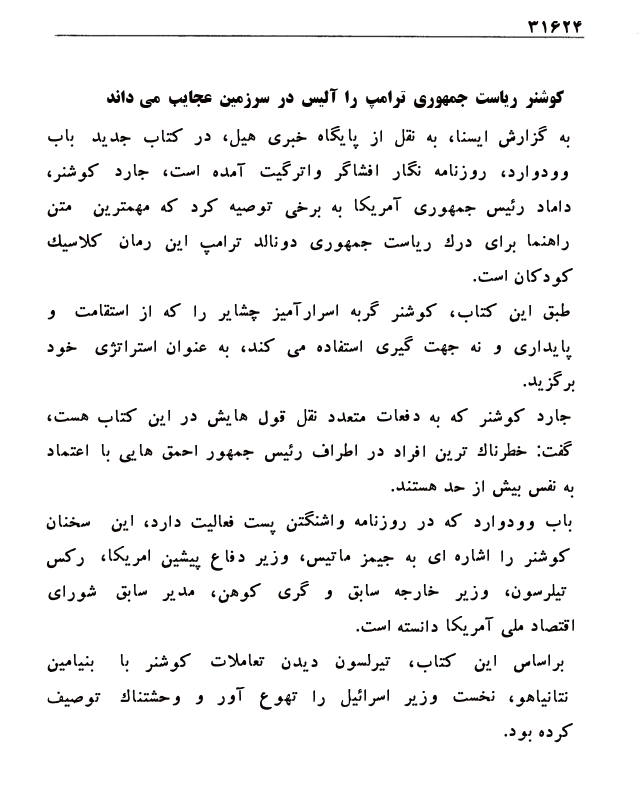 ۳۱۶۲۴
کوشنر ریاست جمهوری ترامپ را آلیس در سرزمین عجایب می داند
به گزارش ایسنا، به نقل از پایگاه خبری هیل، در کتاب جدید باب
وودوارد، روزنامه نگار افشاگر واترگیت آمده است، جارد کوشنر،
داماد رئیس جمهوری آمریکا به برخی توصیه کرد که مهمترین متن
راهنما برای درك ریاست جمهوری دونالد ترامپ این رمان کلاسیك
کودکان است.
طبق این کتاب، کوشنر گربه اسرارآمیز چشایر را که از استقامت و
پایداری و نه جهت گیری استفاده می کند، به عنوان استراتژی خود
برگزید.
جارد کوشنر که به دفعات متعدد نقل قول هایش در این کتاب هست،
گفت: خطرناك ترین افراد در اطراف رئیس جمهور احمق هایی با اعتماد
به نفس بیش از حد هستند.
باب وودوارد که در روزنامه واشنگتن پست فعالیت دارد، این سخنان
کوشنر را اشاره ای به جیمز ماتیس، وزیر دفاع پیشین امریکا، رکس
تیلرسون، وزیر خارجه سابق و گری کوهن، مدیر سابق شورای
اقتصاد ملی آمریکا دانسته است.
براساس این کتاب، تیرلسون دیدن تعاملات کوشنر با بنیامین
نتانیاهو، نخست وزیر اسرائیل را تهوع آور و وحشتناك توصیف
کرده بود.